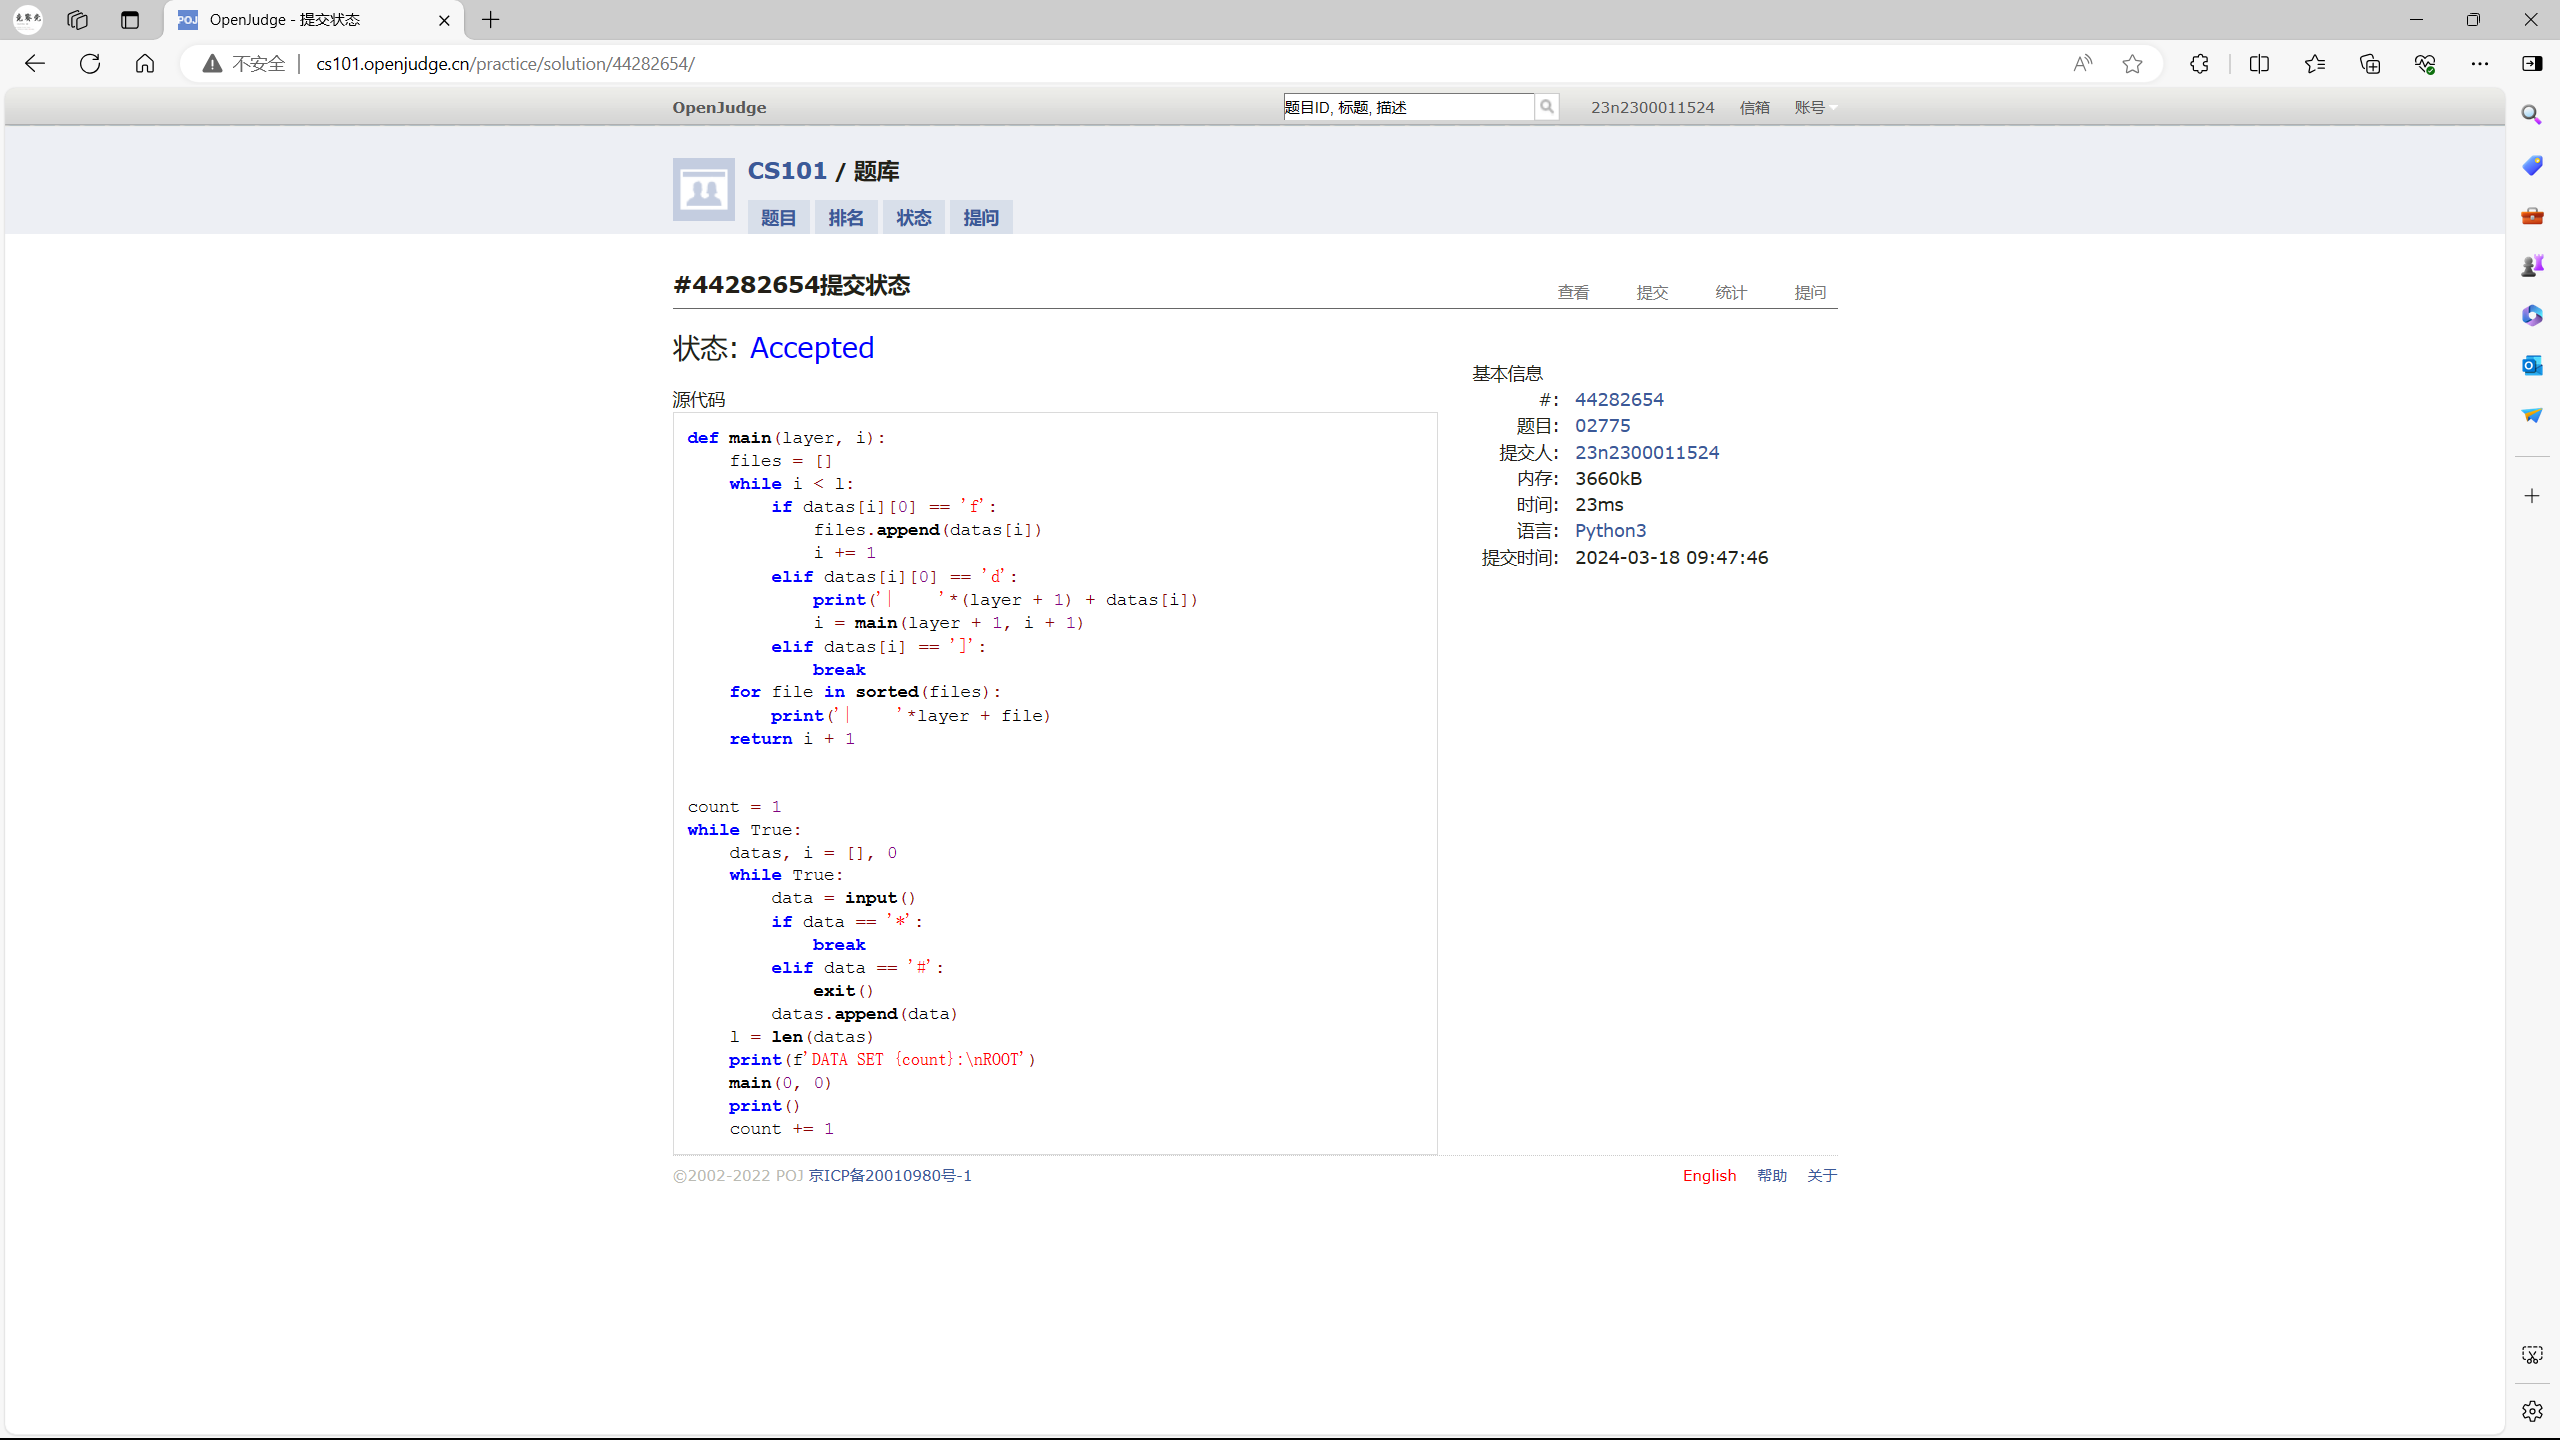 OpenJudge - 提交状态
不安全
cs101.openjudge.cn/practice/solution/44282654/
OpenJudge
题目ID, 标题, 描述
23n2300011524 信箱 账号
CS101 / 题库
题目 排名 状态 提问
#44282654提交状态
查看 提交 统计 提问
状态: Accepted
源代码
def main(layer, i):
    files = []
    while i < l:
        if datas[i][0] == 'f':
            files.append(datas[i])
            i += 1
        elif datas[i][0] == 'd':
            print('|     '*(layer + 1) + datas[i])
            i = main(layer + 1, i + 1)
        elif datas[i] == ']':
            break
    for file in sorted(files):
        print('|     '*layer + file)
    return i + 1
count = 1
while True:
    datas, i = [], 0
    while True:
        data = input()
        if data == '*':
            break
        elif data == '#':
            exit()
        datas.append(data)
    l = len(datas)
    print(f'DATA SET {count}:\nROOT')
    main(0, 0)
    print()
    count += 1
基本信息
#: 44282654
题目: 02775
提交人: 23n2300011524
内存: 3660kB
时间: 23ms
语言: Python3
提交时间: 2024-03-18 09:47:46
©2002-2022 POJ 京ICP备20010980号-1
English 帮助 关于